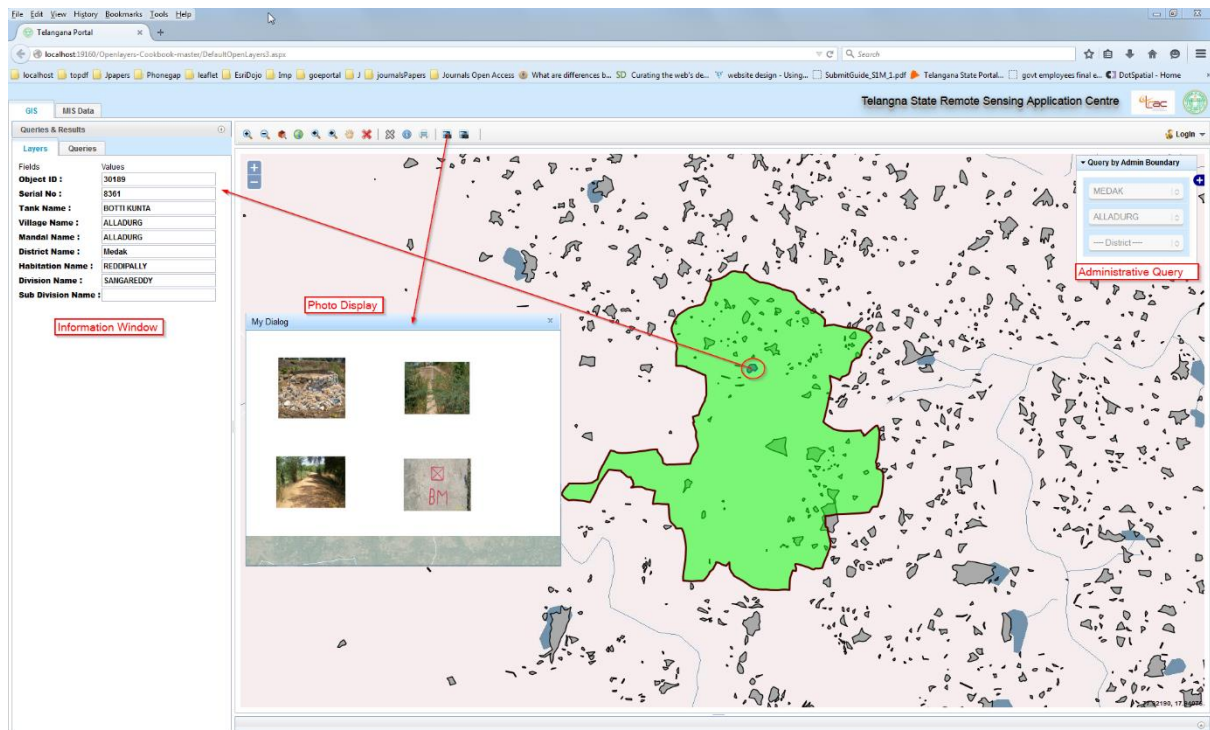 File Edit View History Bookmarks Tools Help
Telangana Portal
localhost:19160/Openlayers-Cookbook-master/DefaultOpenLayers3.aspx
Search
localhost topdf Jpapers Phonegap leaflet EsriDojo Imp goeportal J journalsPapers Journals Open Access What are differences b... SD Curating the web's de... website design - Using... SubmitGuide_S1M_1.pdf Telangana State Portal... govt employees final e... DotSpatial - Home
Telangna State Remote Sensing Application Centre
GIS MIS Data
Queries & Results
Login
Layers Queries
Fields Values
Object ID : 30189
Serial No : 8361
Tank Name : BOTTI KUNTA
Village Name : ALLADURG
Mandal Name : ALLADURG
District Name : Medak
Habitation Name : REDDIPALLY
Division Name : SANGAREDDY
Sub Division Name :
Information Window
Photo Display
My Dialog
BM
Query by Admin Boundary
MEDAK
ALLADURG
--- District---
Administrative Query